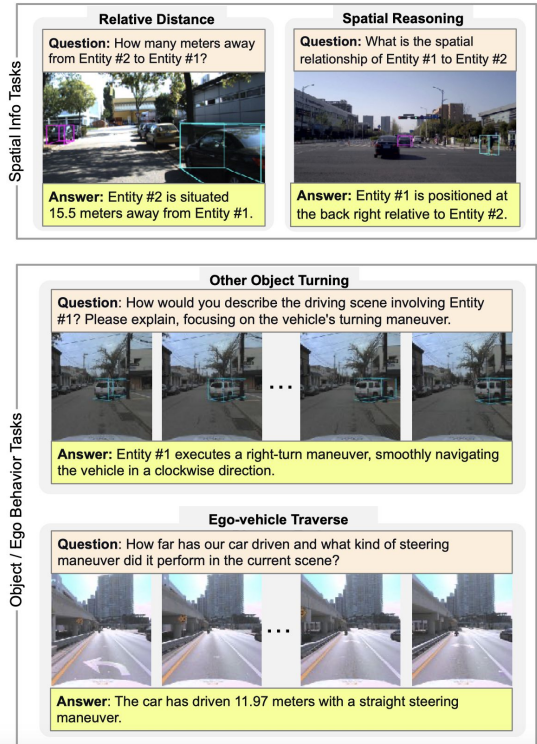 Spatial Info Tasks
Relative Distance
Question: How many meters away
from Entity #2 to Entity #1?
Answer: Entity #2 is situated
15.5 meters away from Entity #1.
Spatial Reasoning
Question: What is the spatial
relationship of Entity #1 to Entity #2
Answer: Entity #1 is positioned at
the back right relative to Entity #2.
Object / Ego Behavior Tasks
Other Object Turning
Question: How would you describe the driving scene involving Entity
#1? Please explain, focusing on the vehicle's turning maneuver.
...
Answer: Entity #1 executes a right-turn maneuver, smoothly navigating
the vehicle in a clockwise direction.
Ego-vehicle Traverse
Question: How far has our car driven and what kind of steering
maneuver did it perform in the current scene?
...
Answer: The car has driven 11.97 meters with a straight steering
maneuver.